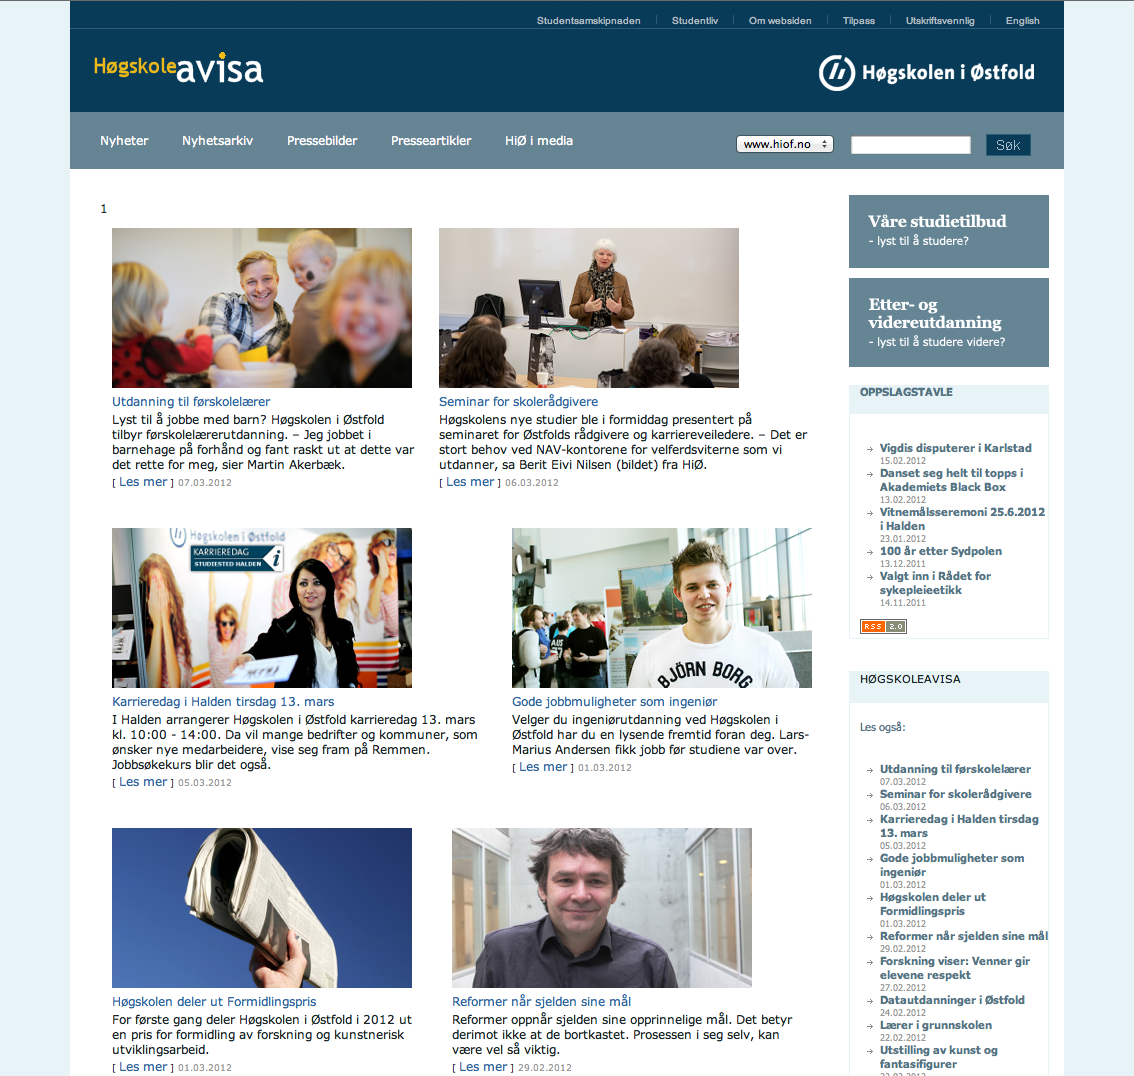 Studentsamskipnaden
Studentliv
Om websiden
Tilpass
Utskriftsvennlig
English
Høgskoleavisa
Høgskolen i Østfold
Nyheter
Nyhetsarkiv
Pressebilder
Presseartikler
HiØ i media
www.hiof.no
Søk
1
Utdanning til førskolelærer
Lyst til å jobbe med barn? Høgskolen i Østfold
tilbyr førskolelærerutdanning. – Jeg jobbet i
barnehage på forhånd og fant raskt ut at dette var
det rette for meg, sier Martin Akerbæk.
[ Les mer ] 07.03.2012
Seminar for skolerådgivere
Høgskolens nye studier ble i formiddag presentert på
seminaret for Østfolds rådgivere og karriereveiledere. – Det er
stort behov ved NAV-kontorene for velferdsviterne som vi
utdanner, sa Berit Eivi Nilsen (bildet) fra HiØ.
[ Les mer ] 06.03.2012
Høgskolen i Østfold
KARRIEREDAG
STUDIESTED HALDEN
i
Karrieredag i Halden tirsdag 13. mars
I Halden arrangerer Høgskolen i Østfold karrieredag 13. mars
kl. 10:00 - 14:00. Da vil mange bedrifter og kommuner, som
ønsker nye medarbeidere, vise seg fram på Remmen.
Jobbsøkekurs blir det også.
[ Les mer ] 05.03.2012
BJÖRN BORG
Gode jobbmuligheter som ingeniør
Velger du ingeniørutdanning ved Høgskolen i
Østfold har du en lysende fremtid foran deg. Lars-
Marius Andersen fikk jobb før studiene var over.
[ Les mer ] 01.03.2012
Høgskolen deler ut Formidlingspris
For første gang deler Høgskolen i Østfold i 2012 ut
en pris for formidling av forskning og kunstnerisk
utviklingsarbeid.
[ Les mer ] 01.03.2012
Reformer når sjelden sine mål
Reformer oppnår sjelden sine opprinnelige mål. Det betyr
derimot ikke at de bortkastet. Prosessen i seg selv, kan
være vel så viktig.
[ Les mer ] 29.02.2012
Våre studietilbud
- lyst til å studere?
Etter- og
videreutdanning
- lyst til å studere videre?
OPPSLAGSTAVLE
Vigdis disputerer i Karlstad
15.02.2012
Danset seg helt til topps i
Akademiets Black Box
13.02.2012
Vitnemålsseremoni 25.6.2012
i Halden
23.01.2012
100 år etter Sydpolen
13.12.2011
Valgt inn i Rådet for
sykepleieetikk
14.11.2011
RSS 2.0
HØGSKOLEAVISA
Les også:
Utdanning til førskolelærer
07.03.2012
Seminar for skolerådgivere
06.03.2012
Karrieredag i Halden tirsdag
13. mars
05.03.2012
Gode jobbmuligheter som
ingeniør
01.03.2012
Høgskolen deler ut
Formidlingspris
01.03.2012
Reformer når sjelden sine mål
29.02.2012
Forskning viser: Venner gir
elevene respekt
27.02.2012
Datautdanninger i Østfold
24.02.2012
Lærer i grunnskolen
22.02.2012
Utstilling av kunst og
fantasifigurer